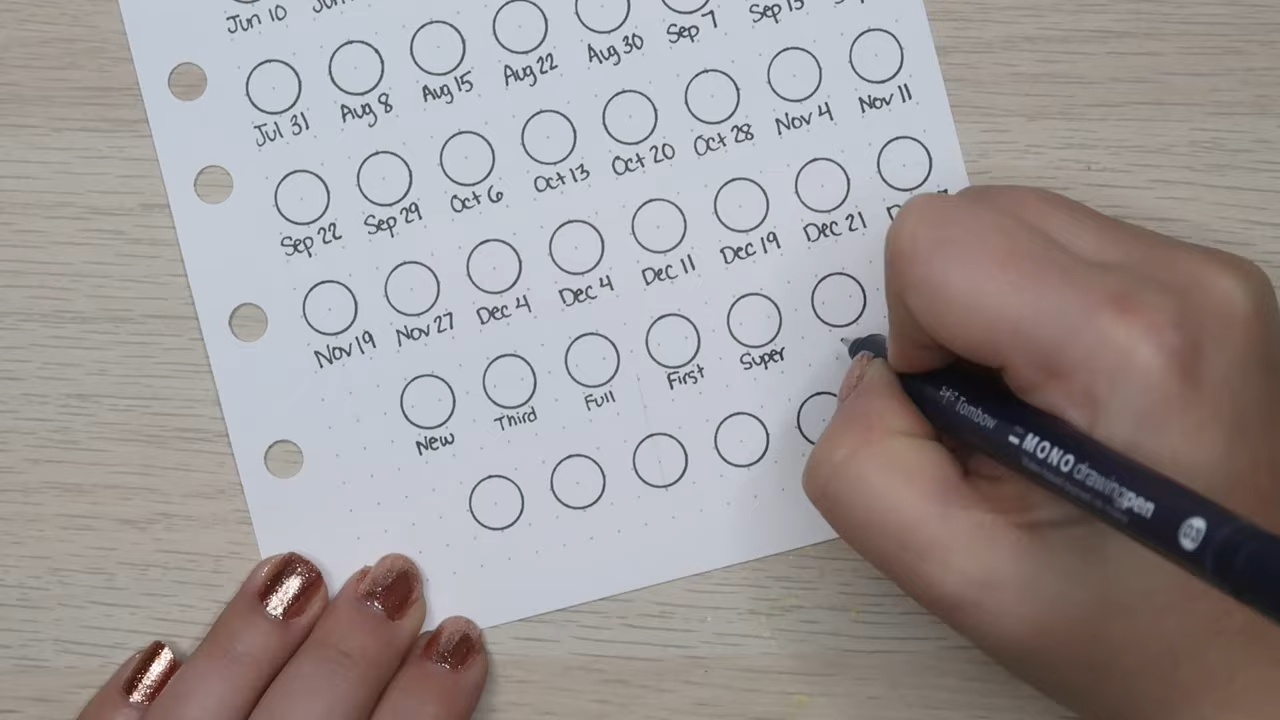 Jun 10
Aug 30 Sep 7
Jul 31 Aug 8 Aug 15 Aug 22
Sep 22 Sep 29 Oct 6 Oct 13 Oct 20 Oct 28 Nov 4 Nov 11
Nov 19 Nov 27 Dec 4 Dec 4 Dec 11 Dec 19 Dec 21
New Third Full First Super
Tombow
MONO drawingpen
03